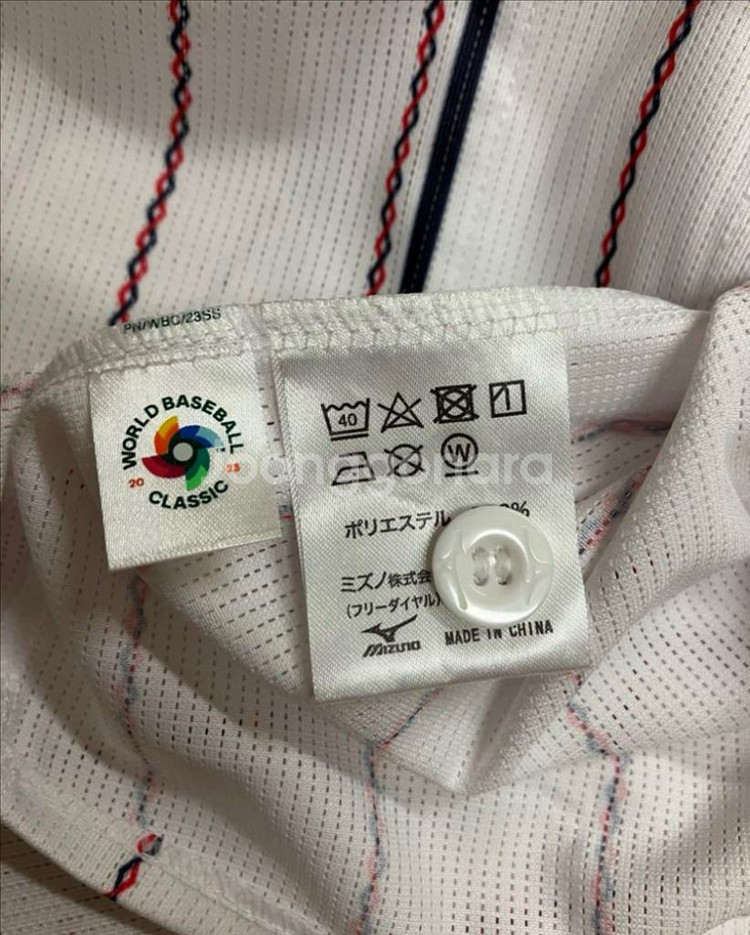 PN/WBC/23SS
WORLD BASEBALL
20 23
CLASSIC
40
W
ポリエステル
%
ミズノ株式会
(フリーダイヤル)
MIZUNO
MADE IN CHINA